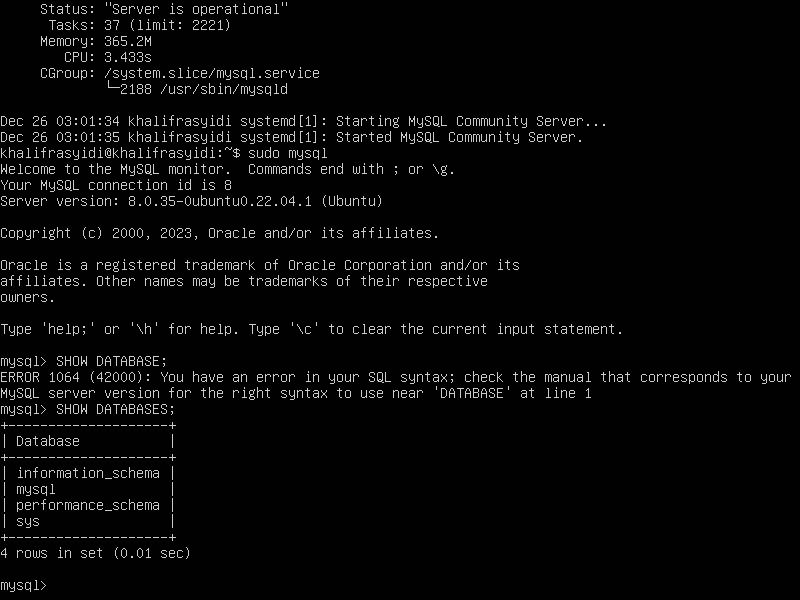 Status: "Server is operational"
Tasks: 37 (limit: 2221)
Memory: 365.2M
CPU: 3.433s
CGroup: /system.slice/mysql.service
└─2188 /usr/sbin/mysqld
Dec 26 03:01:34 khalifrasyidi systemd[1]: Starting MySQL Community Server...
Dec 26 03:01:35 khalifrasyidi systemd[1]: Started MySQL Community Server.
khalifrasyidi@khalifrasyidi:~$ sudo mysql
Welcome to the MySQL monitor.  Commands end with ; or \g.
Your MySQL connection id is 8
Server version: 8.0.35-0ubuntu0.22.04.1 (Ubuntu)
Copyright (c) 2000, 2023, Oracle and/or its affiliates.
Oracle is a registered trademark of Oracle Corporation and/or its
affiliates. Other names may be trademarks of their respective
owners.
Type 'help;' or '\h' for help. Type '\c' to clear the current input statement.
mysql> SHOW DATABASE;
ERROR 1064 (42000): You have an error in your SQL syntax; check the manual that corresponds to your
MySQL server version for the right syntax to use near 'DATABASE' at line 1
mysql> SHOW DATABASES;
+--------------------+
| Database           |
+--------------------+
| information_schema |
| mysql              |
| performance_schema |
| sys                |
+--------------------+
4 rows in set (0.01 sec)
mysql>